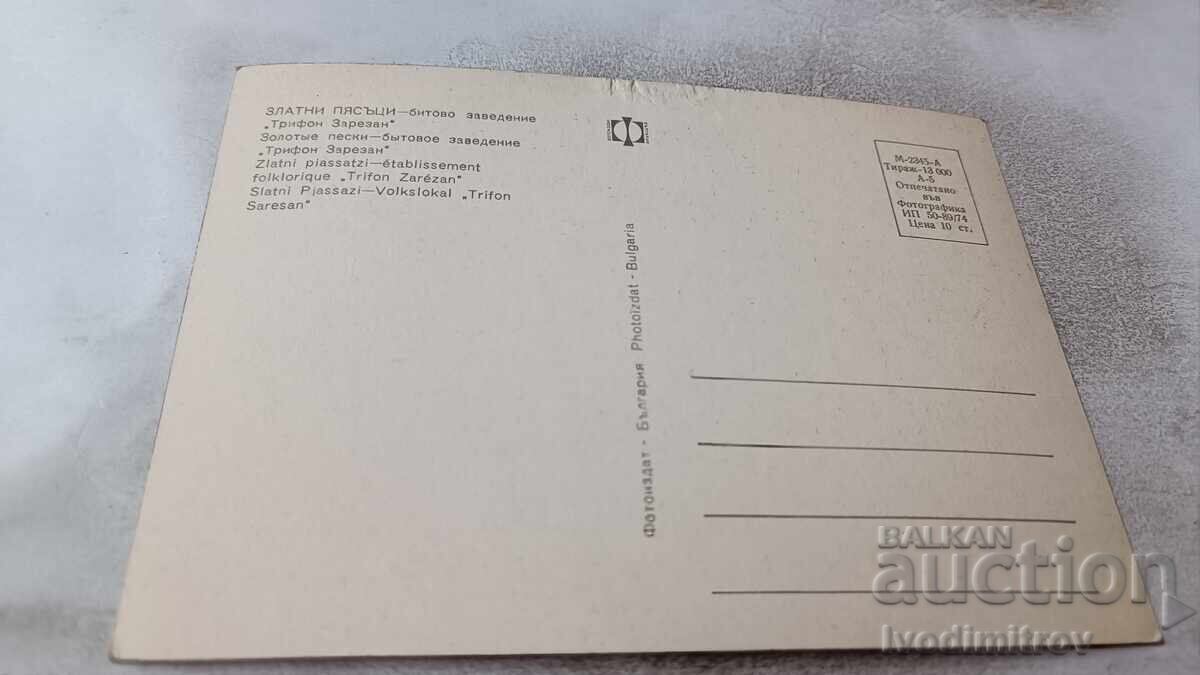 ЗЛАТНИ ПЯСЪЦИ—битово заведение
„Трифон Зарезан“
Золотые пески—бытовое заведение
„Трифон Зарезан“
Zlatni piassatzi—établissement
folklorique „Trifon Zarézan“
Slatni Pjassazi—Volkslokal „Trifon
Saresan“
М-2345-А
Тираж-13 000
А-6
Отпечатано
във
Фотографика
ИП 50-89/74
Цена 10 ст.
Фотоиздат - България Photoizdat - Bulgaria
BALKAN
auction
Ivodimitrov